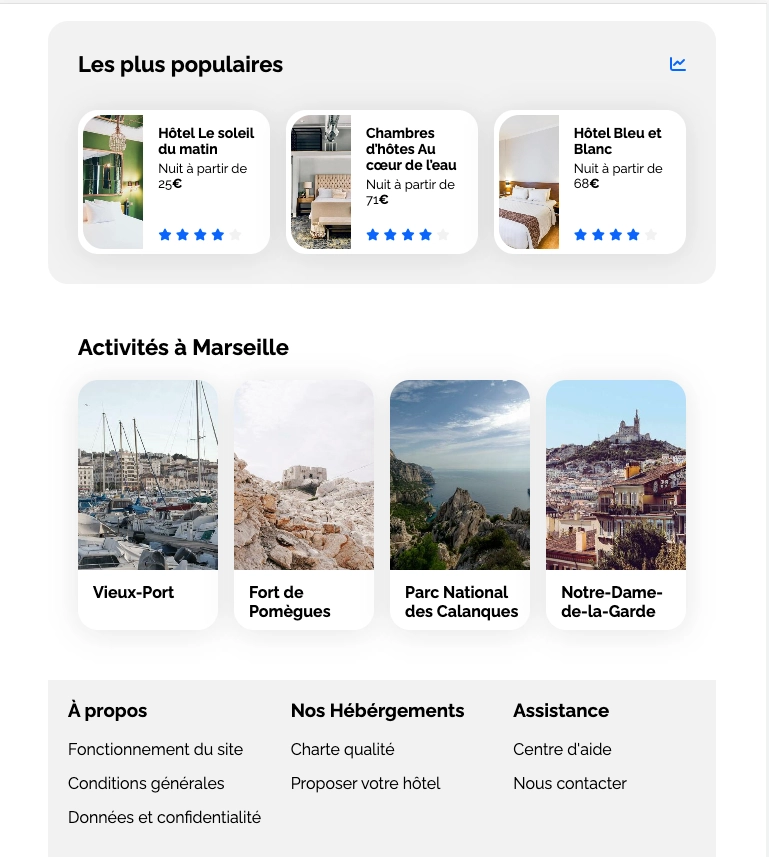 Les plus populaires
Hôtel Le soleil
du matin
Nuit à partir de
25€
Chambres
d'hôtes Au
cœur de l'eau
Nuit à partir de
71€
Hôtel Bleu et
Blanc
Nuit à partir de
68€
Activités à Marseille
Vieux-Port
Fort de
Pomègues
Parc National
des Calanques
Notre-Dame-
de-la-Garde
À propos
Fonctionnement du site
Conditions générales
Données et confidentialité
Nos Hébérgements
Charte qualité
Proposer votre hôtel
Assistance
Centre d'aide
Nous contacter